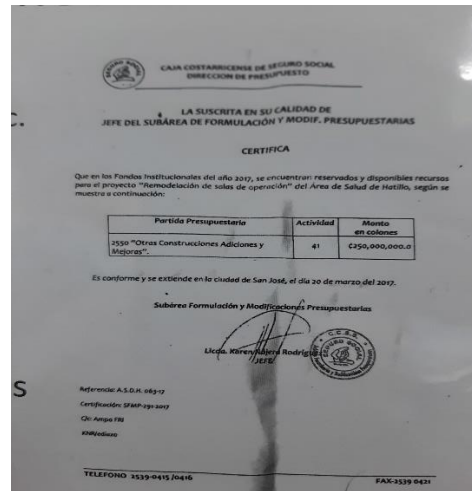 CAJA COSTARRICENSE DE SEGURO SOCIAL
DIRECCION DE PRESUPUESTO
LA SUSCRITA EN SU CALIDAD DE
JEFE DEL SUBÁREA DE FORMULACIÓN Y MODIF. PRESUPUESTARIAS
CERTIFICA
Que en los Fondos Institucionales del año 2017, se encuentran reservados y disponibles recursos
para el proyecto "Remodelación de salas de operación" del Área de Salud de Hatillo, según se
muestra a continuación:
Partida Presupuestaria Actividad Monto
en colones
2550 "Otras Construcciones Adiciones y
Mejoras". 41 ₡250,000,000.0
Es conforme y se extiende en la ciudad de San José, el día 20 de marzo del 2017.
Subárea Formulación y Modificaciones Presupuestarias
Licda. Karen Rodríguez
JEFE
C.C.S.S.
SEGURO SOCIAL
S
Referencia: A.S.D.H. 063-17
Certificación: SFMP-291-2017
CC: Ampo FRI
TELEFONO 2539-0415 /0416 FAX-2539 0421